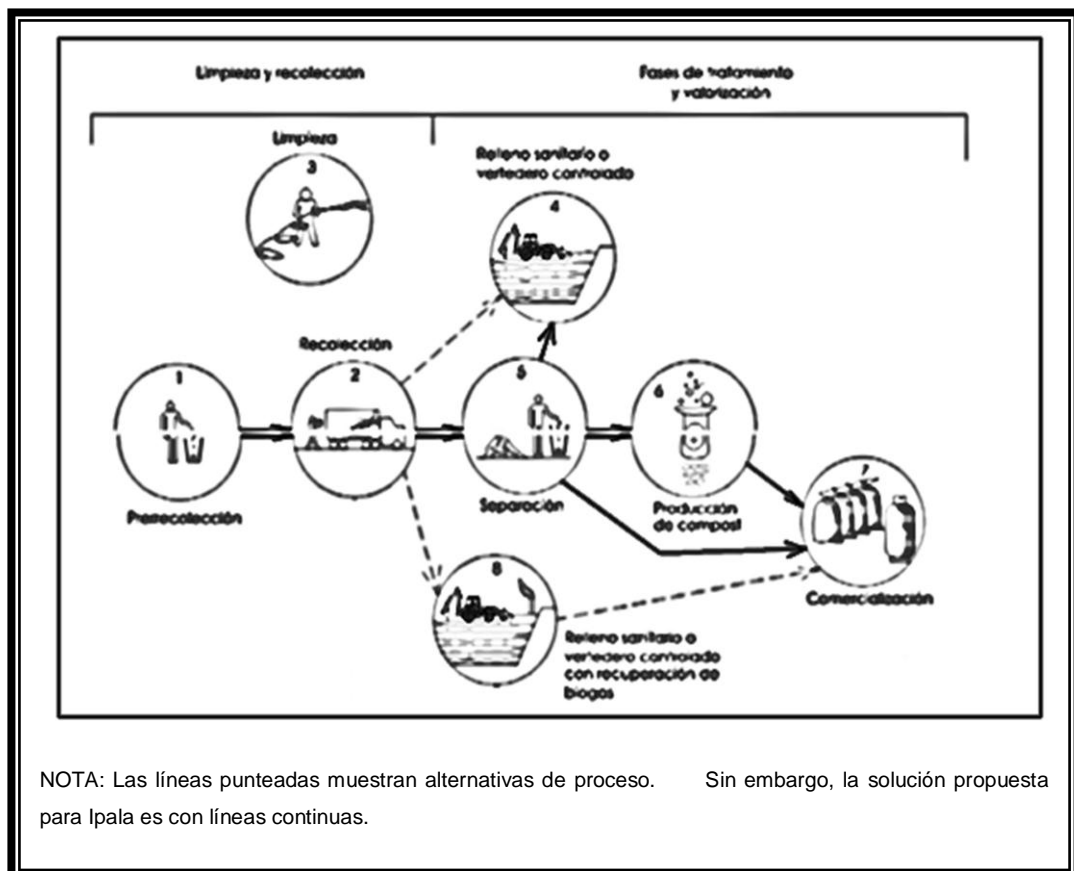 Limpieza y recolección
Fases de tratamiento
y valorización
Limpieza
3
Relleno sanitario o
vertedero controlado
4
Recolección
1
2
5
6
7
Prerrecolección
Separación
Producción
de compost
Comercialización
8
Relleno sanitario o
vertedero controlado
con recuperación de
biogas
NOTA: Las líneas punteadas muestran alternativas de proceso. Sin embargo, la solución propuesta
para Ipala es con líneas continuas.